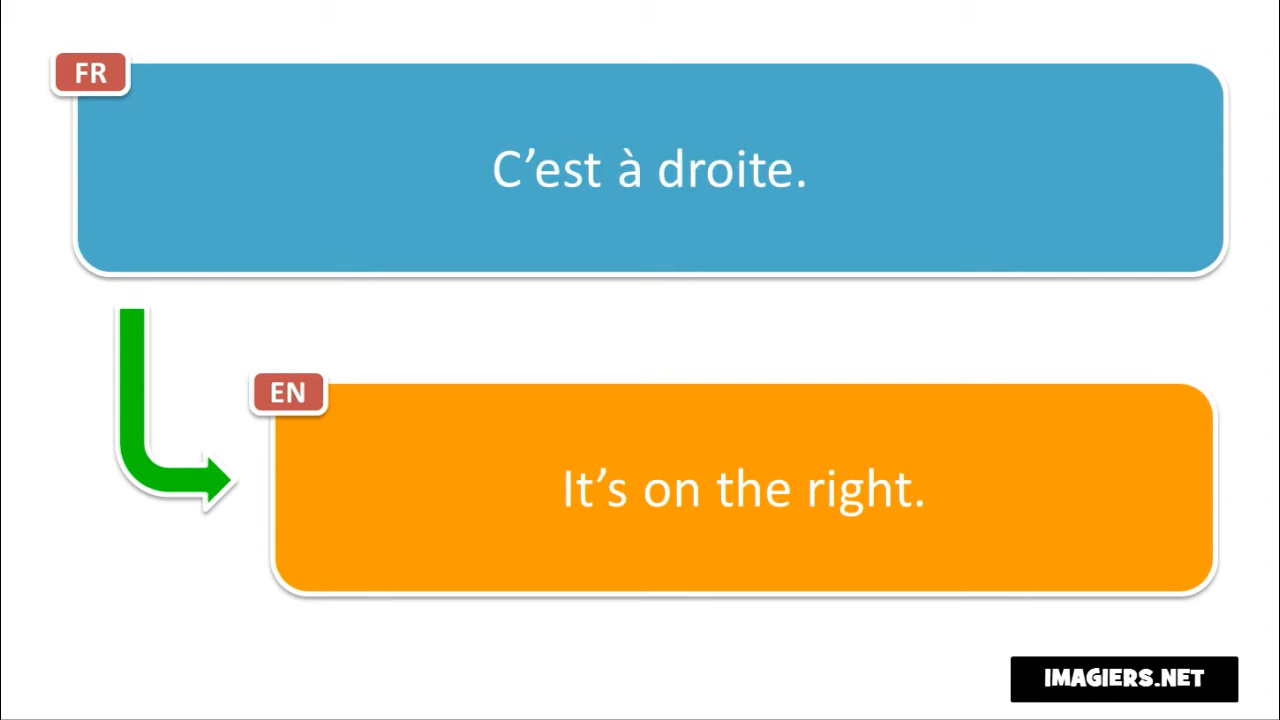 FR
C’est à droite.
EN
It’s on the right.
IMAGIERS.NET